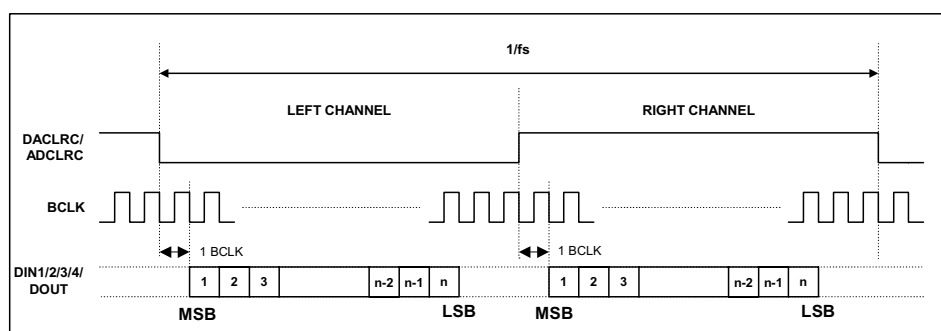 1/fs
LEFT CHANNEL RIGHT CHANNEL
DACLRC/
ADCLRC
BCLK
1 BCLK 1 BCLK
DIN1/2/3/4/
DOUT
1 2 3 n-2 n-1 n 1 2 3 n-2 n-1 n
MSB LSB MSB LSB